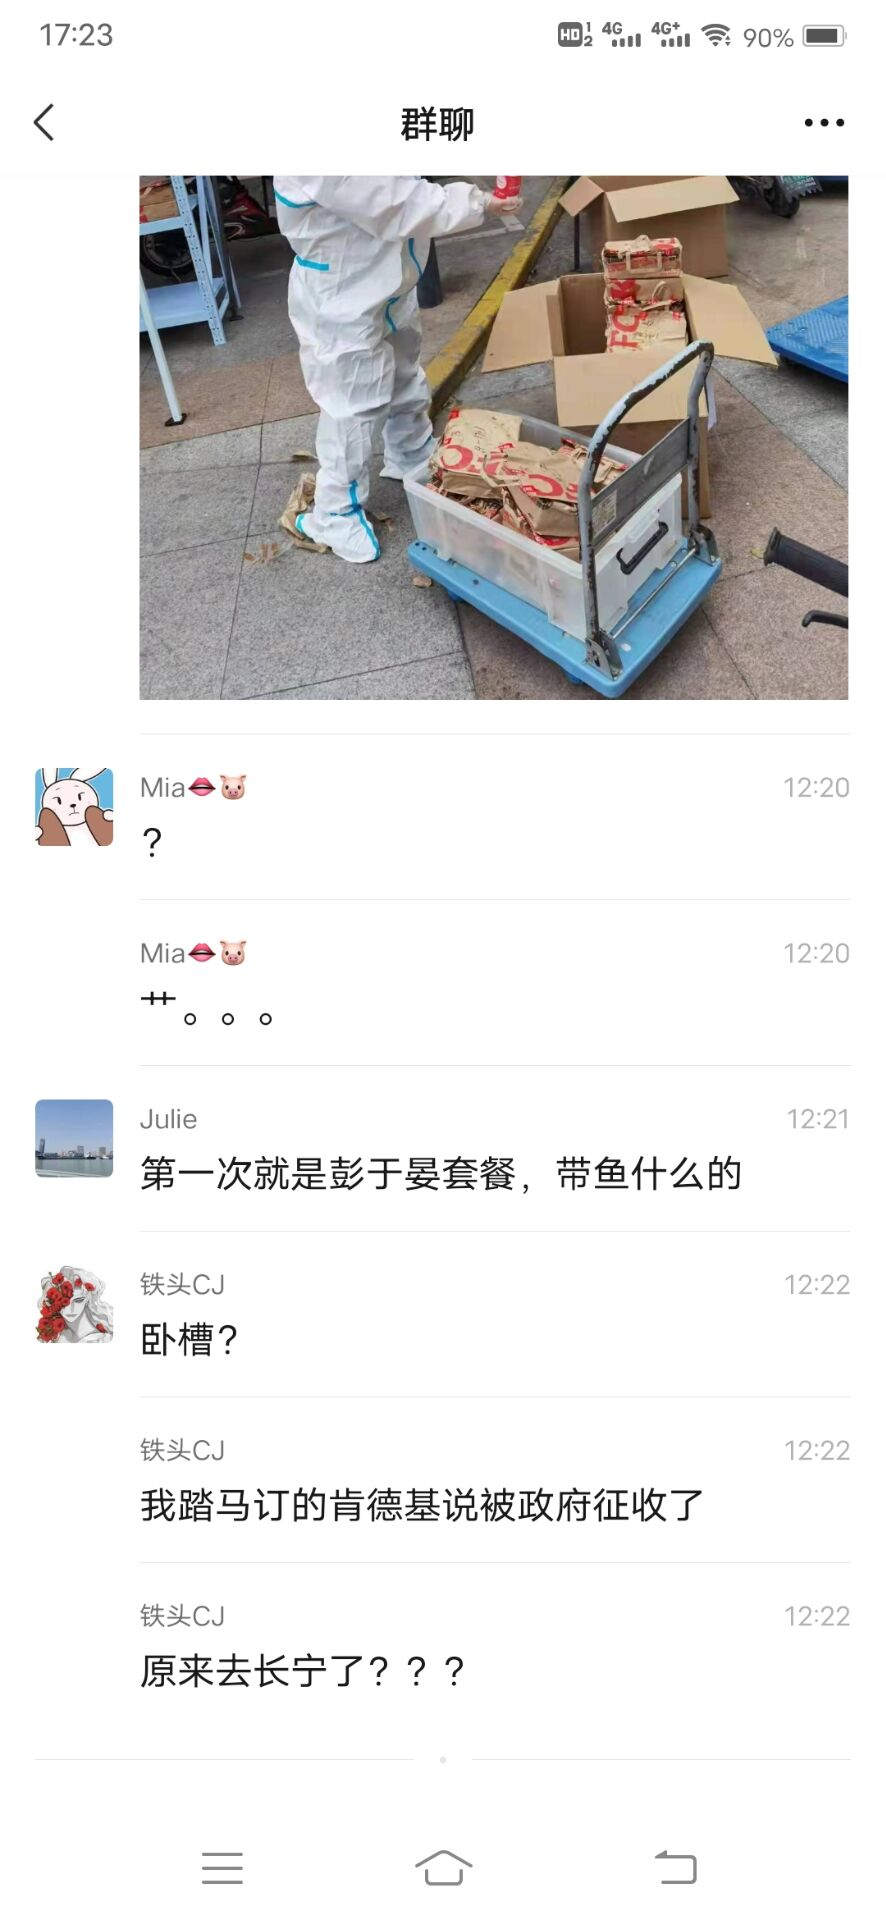 17:23
HD 1 2 4G 4G+ 90%
群聊
KFC
Mia👄🐷 12:20
?
Mia👄🐷 12:20
艹。。。
Julie 12:21
第一次就是彭于晏套餐，带鱼什么的
铁头CJ 12:22
卧槽?
铁头CJ 12:22
我踏马订的肯德基说被政府征收了
铁头CJ 12:22
原来去长宁了？？？